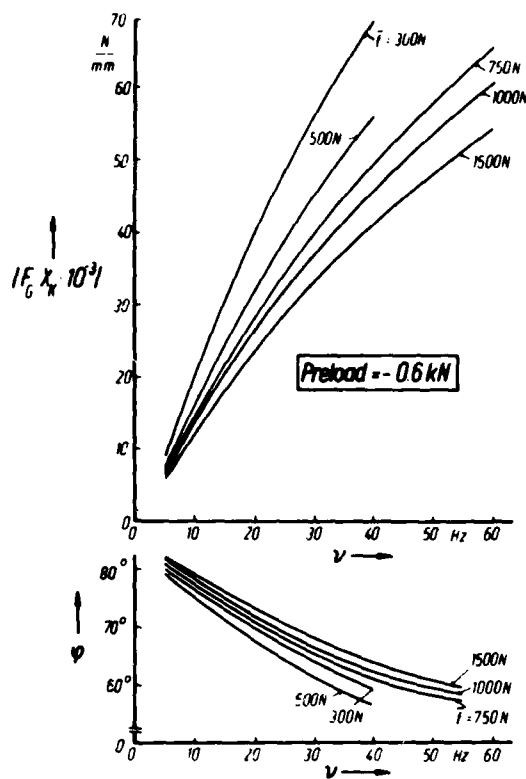 70
N
mm
60
50
40
30
20
10
0
f̄ = 300N
500N
750N
1000N
1500N
| F_G X_K · 10⁻³ |
Preload = - 0.6 kN
0 10 20 30 40 50 Hz 60
ν
80°
70°
60°
0
φ
500N
300N
1500N
1000N
f̄ = 750N
0 10 20 30 40 50 Hz 60
ν